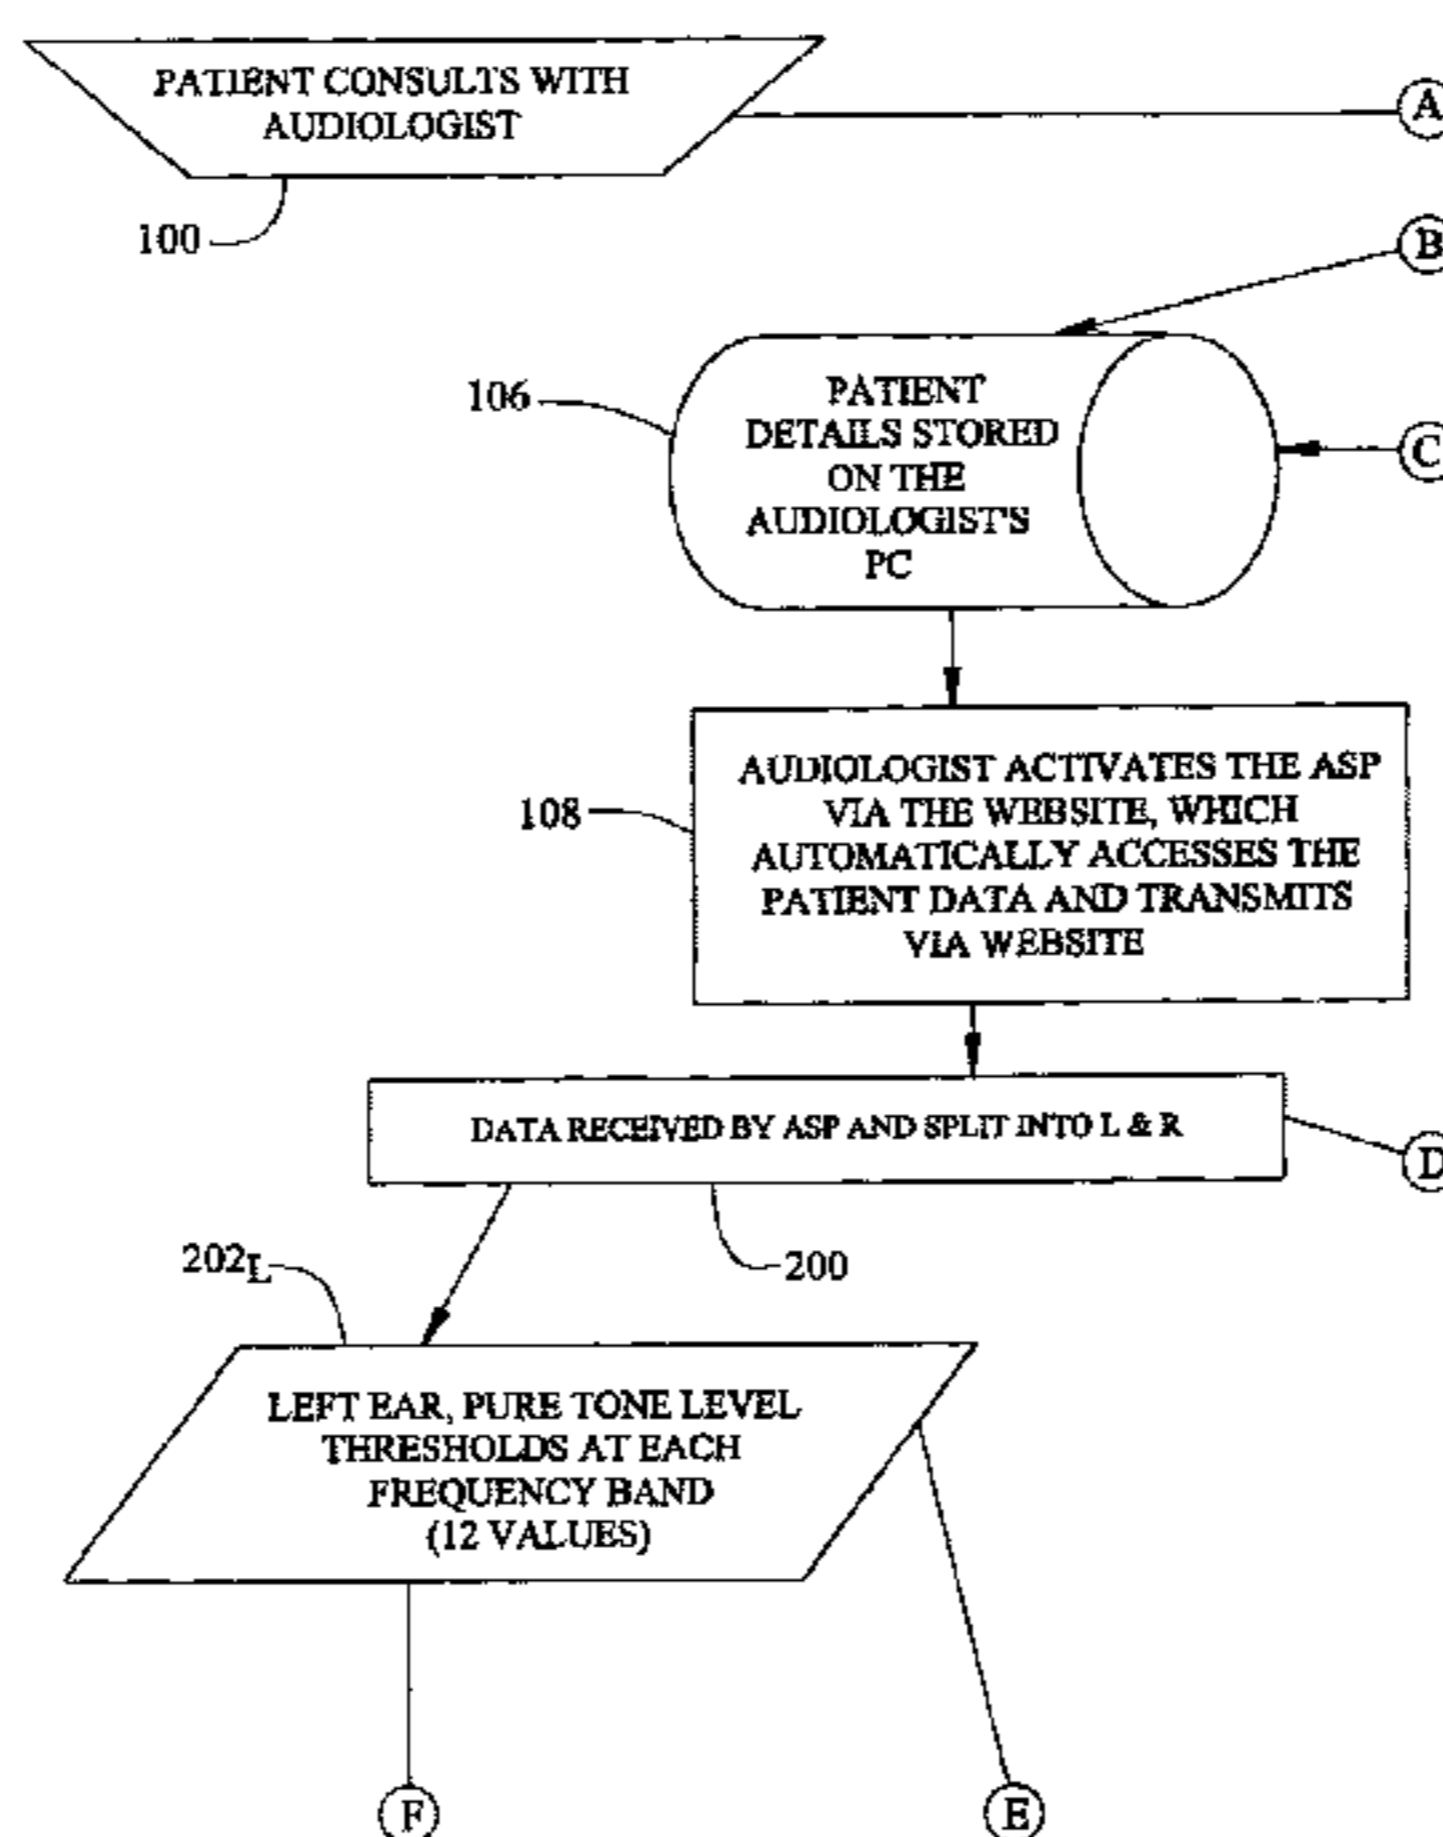 PATIENT CONSULTS WITH
AUDIOLOGIST
A
100
B
106
PATIENT
DETAILS STORED
ON THE
AUDIOLOGIST'S
PC
C
108
AUDIOLOGIST ACTIVATES THE ASP
VIA THE WEBSITE, WHICH
AUTOMATICALLY ACCESSES THE
PATIENT DATA AND TRANSMITS
VIA WEBSITE
DATA RECEIVED BY ASP AND SPLIT INTO L & R
D
202L
200
LEFT EAR, PURE TONE LEVEL
THRESHOLDS AT EACH
FREQUENCY BAND
(12 VALUES)
F
E